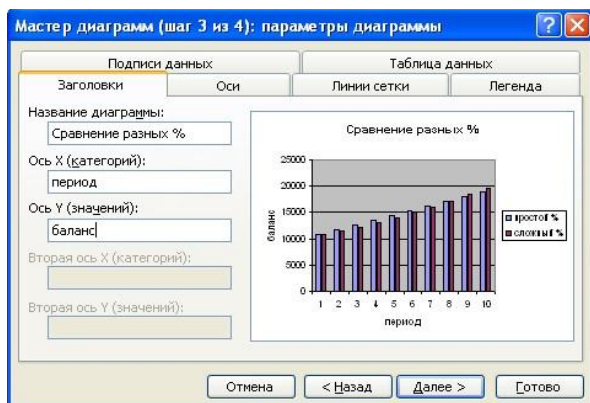 Мастер диаграмм (шаг 3 из 4): параметры диаграммы
Подписи данных
Таблица данных
Заголовки
Оси
Линии сетки
Легенда
Название диаграммы:
Сравнение разных %
Ось X (категорий):
период
Ось Y (значений):
баланс
Вторая ось X (категорий):
Вторая ось Y (значений):
Сравнение разных %
25000
20000
15000
10000
5000
0
баланс
1 2 3 4 5 6 7 8 9 10
период
простой %
сложный %
Отмена
< Назад
Далее >
Готово